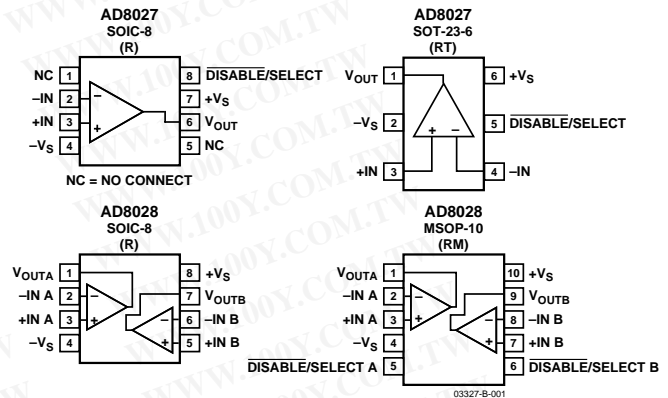 AD8027
SOIC-8
(R)
NC 1
–IN 2
+IN 3
–VS 4
8 DISABLE/SELECT
7 +VS
6 VOUT
5 NC
NC = NO CONNECT
AD8027
SOT-23-6
(RT)
VOUT 1
–VS 2
+IN 3
6 +VS
5 DISABLE/SELECT
4 –IN
AD8028
SOIC-8
(R)
VOUTA 1
–IN A 2
+IN A 3
–VS 4
8 +VS
7 VOUTB
6 –IN B
5 +IN B
AD8028
MSOP-10
(RM)
VOUTA 1
–IN A 2
+IN A 3
–VS 4
DISABLE/SELECT A 5
10 +VS
9 VOUTB
8 –IN B
7 +IN B
6 DISABLE/SELECT B
03327-B-001
WWW.100Y.COM.TW